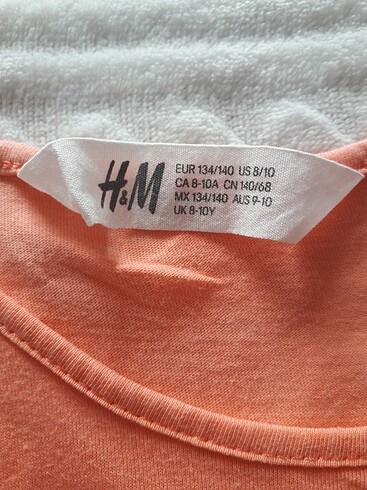 H&M
EUR 134/140 US 8/10
CA 8-10A CN 140/68
MX 134/140 AUS 9-10
UK 8-10Y